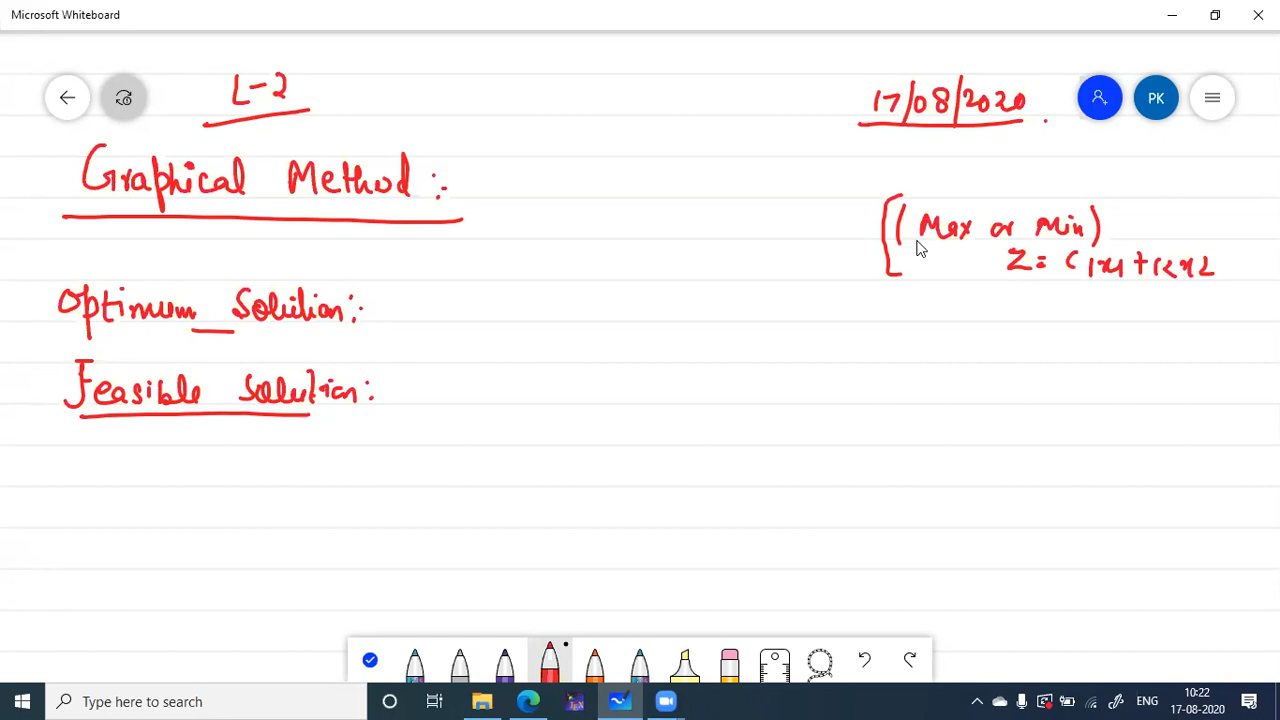 Microsoft Whiteboard
L-2
17/08/2020.
PK
Graphical Method:
(Max or Min)
Z = C1x1 + C2x2
Optimum Solution:
Feasible Solution:
Type here to search
ENG
10:22
17-08-2020